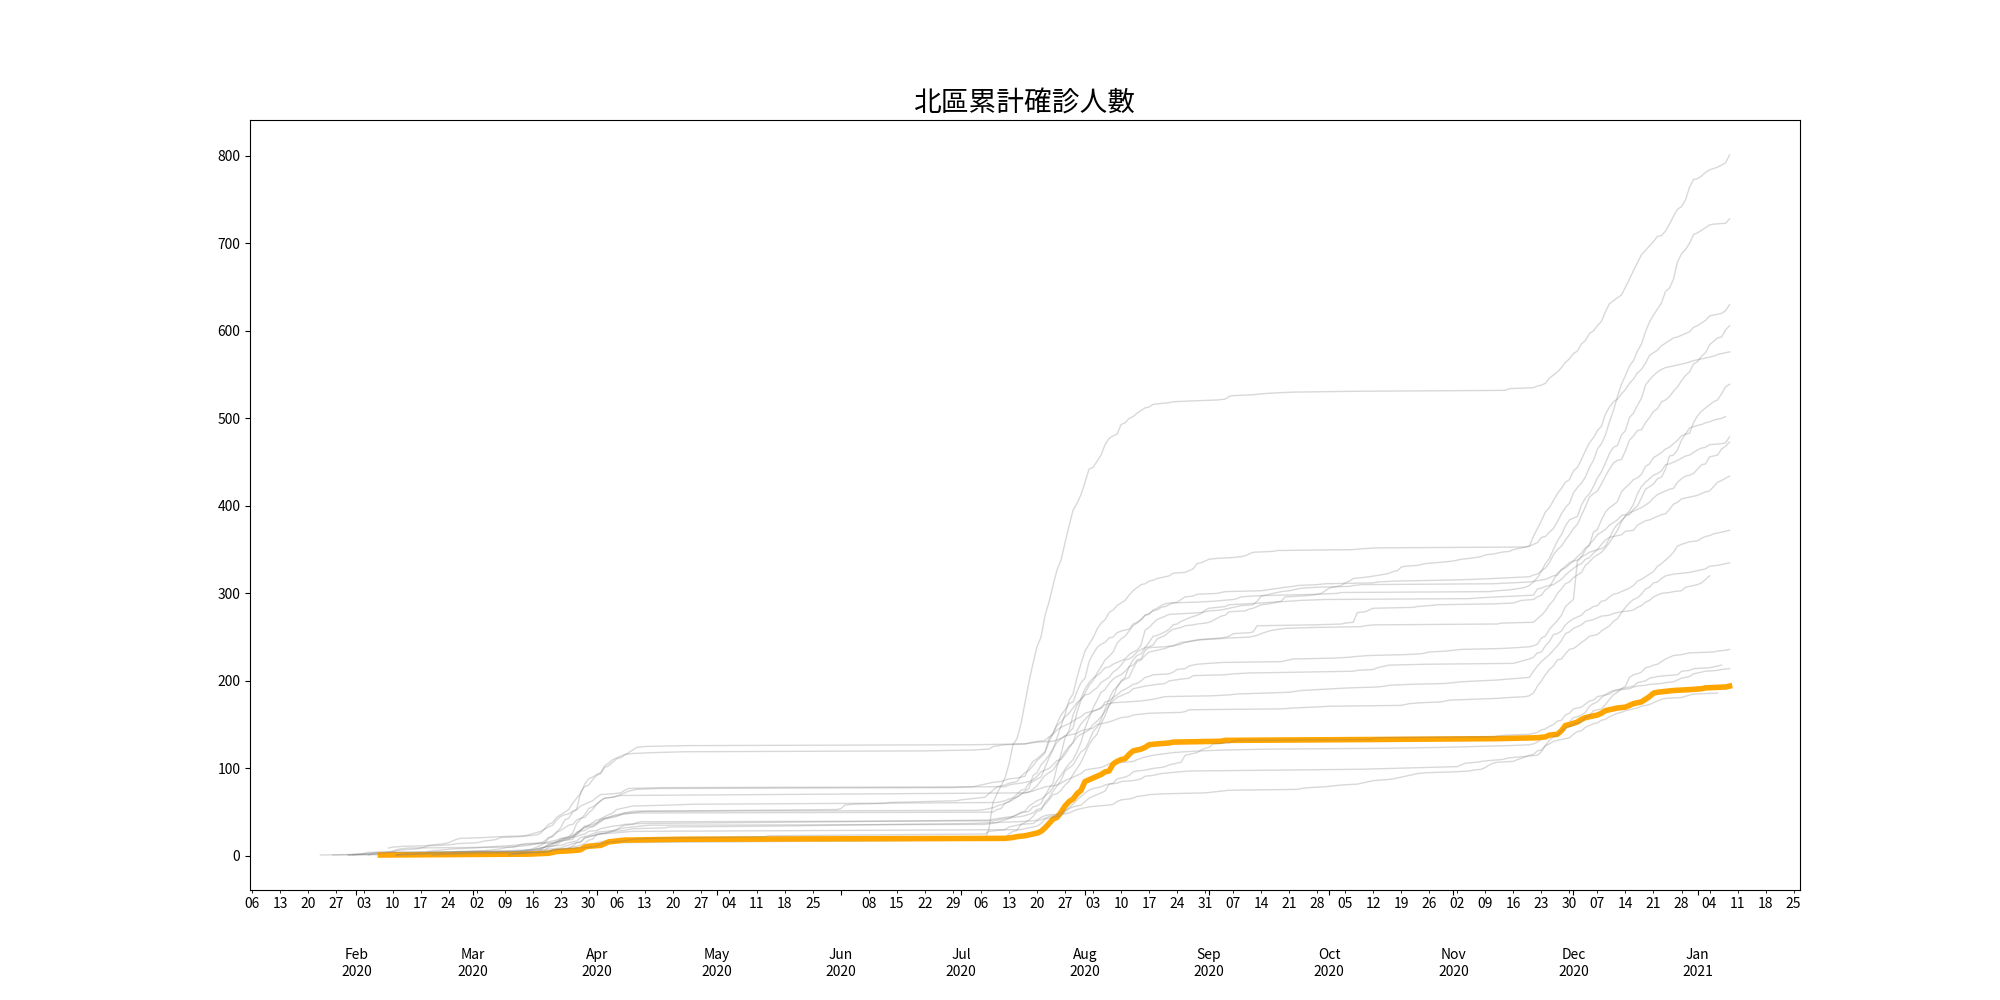 北區累計確診人數
800
700
600
500
400
300
200
100
0
06 13 20 27 03 10 17 24 02 09 16 23 30 06 13 20 27 04 11 18 25 08 15 22 29 06 13 20 27 03 10 17 24 31 07 14 21 28 05 12 19 26 02 09 16 23 30 07 14 21 28 04 11 18 25
Feb Mar Apr May Jun Jul Aug Sep Oct Nov Dec Jan
2020 2020 2020 2020 2020 2020 2020 2020 2020 2020 2020 2021